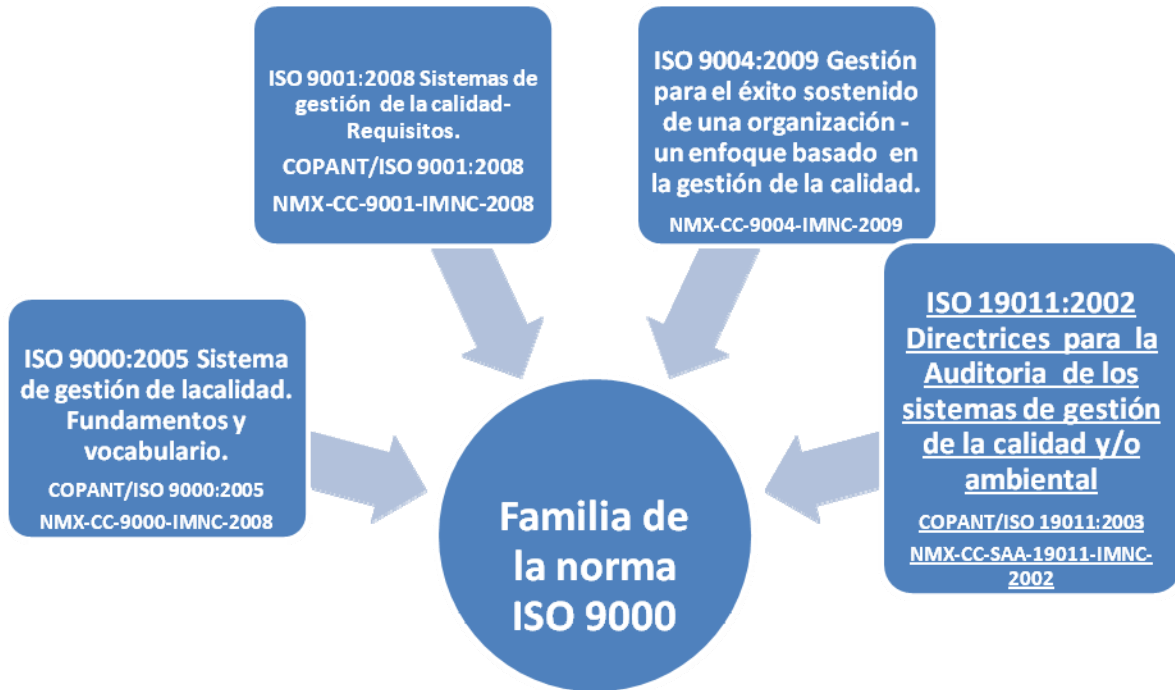 ISO 9001:2008 Sistemas de
gestión de la calidad-
Requisitos.
COPANT/ISO 9001:2008
NMX-CC-9001-IMNC-2008
ISO 9004:2009 Gestión
para el éxito sostenido
de una organización -
un enfoque basado en
la gestión de la calidad.
NMX-CC-9004-IMNC-2009
ISO 9000:2005 Sistema
de gestión de lacalidad.
Fundamentos y
vocabulario.
COPANT/ISO 9000:2005
NMX-CC-9000-IMNC-2008
ISO 19011:2002
Directrices para la
Auditoria de los
sistemas de gestión
de la calidad y/o
ambiental
COPANT/ISO 19011:2003
NMX-CC-SAA-19011-IMNC-
2002
Familia de
la norma
ISO 9000